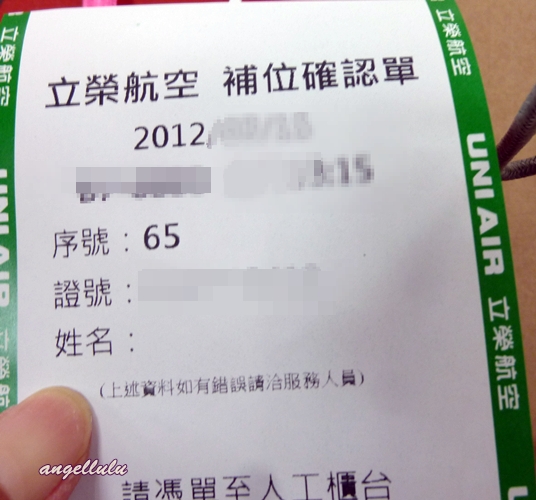 立榮航空 補位確認單
2012/
序號：65
證號：
姓名：
(上述資料如有錯誤請洽服務人員)
請憑單至人工櫃台
UNI AIR 立榮航空
立榮航空
UNI AIR 立榮
立榮航空
angellulu